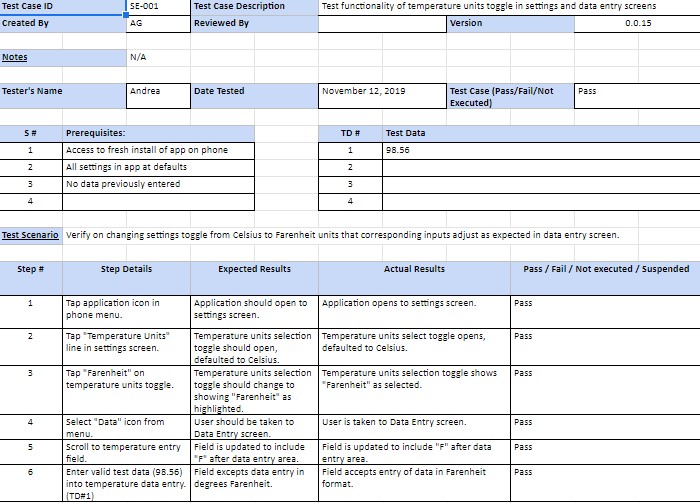 Test Case ID SE-001 Test Case Description Test functionality of temperature units toggle in settings and data entry screens
Created By AG Reviewed By Version 0.0.15
Notes N/A
Tester's Name Andrea Date Tested November 12, 2019 Test Case (Pass/Fail/Not Executed) Pass
S # Prerequisites: TD # Test Data
1 Access to fresh install of app on phone 1 98.56
2 All settings in app at defaults 2
3 No data previously entered 3
4 4
Test Scenario Verify on changing settings toggle from Celsius to Farenheit units that corresponding inputs adjust as expected in data entry screen.
Step # Step Details Expected Results Actual Results Pass / Fail / Not executed / Suspended
1 Tap application icon in phone menu. Application should open to settings screen. Application opens to settings screen. Pass
2 Tap "Temperature Units" line in settings screen. Temperature units selection toggle should open, defaulted to Celsius. Temperature units select toggle opens, defaulted to Celsius. Pass
3 Tap "Farenheit" on temperature units toggle. Temperature units selection toggle should change to showing "Farenheit" as highlighted. Temperature units selection toggle shows "Farenheit" as selected. Pass
4 Select "Data" icon from menu. User should be taken to Data Entry screen. User is taken to Data Entry screen. Pass
5 Scroll to temperature entry field. Field is updated to include "F" after data entry area. Field is updated to include "F" after data entry area. Pass
6 Enter valid test data (98.56) into temperature data entry. (TD#1) Field excepts data entry in degrees Farenheit. Field accepts entry of data in Farenheit format. Pass